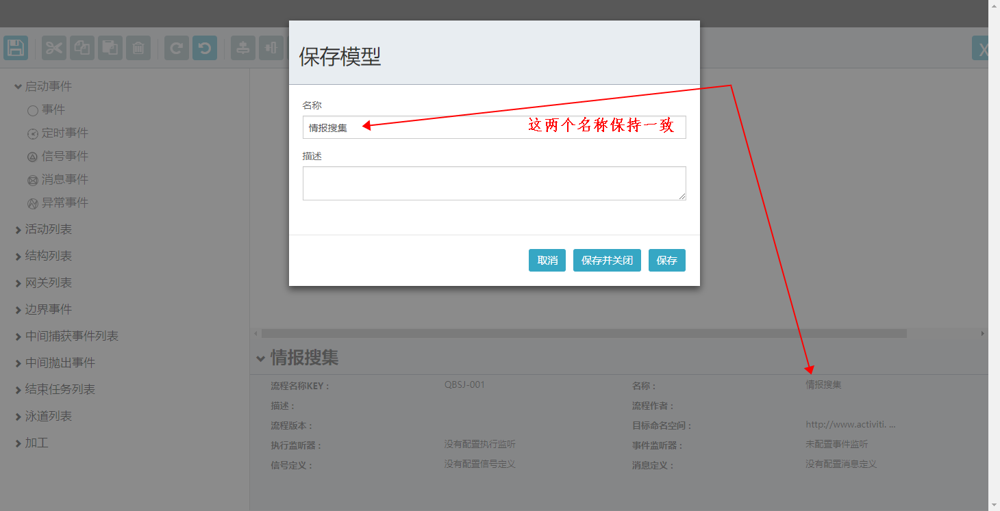 保存模型
X
启动事件
事件
定时事件
信号事件
消息事件
异常事件
活动列表
结构列表
网关列表
边界事件
中间捕获事件列表
中间抛出事件
结束任务列表
泳道列表
加工
名称
情报搜集
这两个名称保持一致
描述
取消
保存并关闭
保存
情报搜集
流程名称KEY :
QBSJ-001
名称 :
情报搜集
描述 :
流程作者 :
流程版本 :
目标命名空间 :
http://www.activiti. ...
执行监听器 :
没有配置执行监听
事件监听器 :
未配置事件监听
信号定义 :
没有配置信号定义
消息定义 :
没有配置消息定义